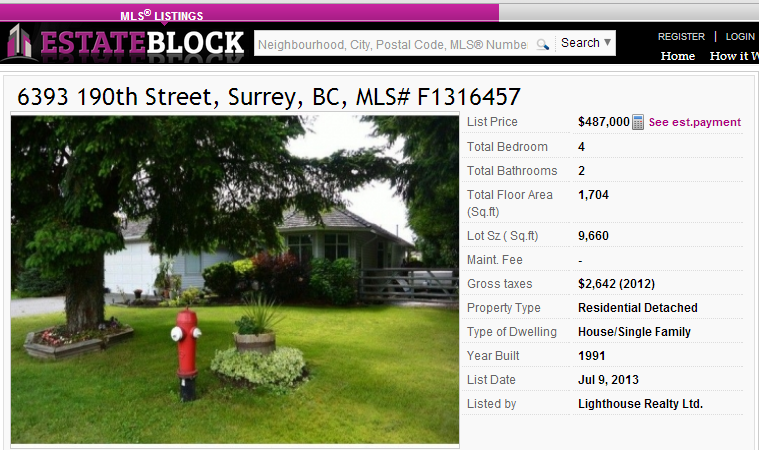 MLS® LISTINGS
ESTATEBLOCK
Neighbourhood, City, Postal Code, MLS® Number
Search ▼
REGISTER | LOGIN
Home How it W
6393 190th Street, Surrey, BC, MLS# F1316457
List Price $487,000 See est.payment
Total Bedroom 4
Total Bathrooms 2
Total Floor Area
(Sq.ft) 1,704
Lot Sz ( Sq.ft) 9,660
Maint. Fee -
Gross taxes $2,642 (2012)
Property Type Residential Detached
Type of Dwelling House/Single Family
Year Built 1991
List Date Jul 9, 2013
Listed by Lighthouse Realty Ltd.